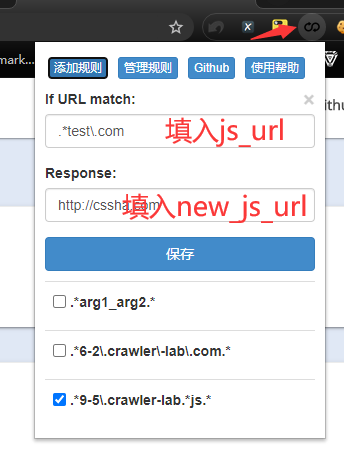 mark...
添加规则 管理规则 Github 使用帮助
If URL match: ×
ithu
.*test\.com 填入js_url
Response:
填入new_js_url
保存
.*arg1_arg2.*
.*6-2\.crawler\-lab\.com.*
.*9-5\.crawler-lab.*js.*